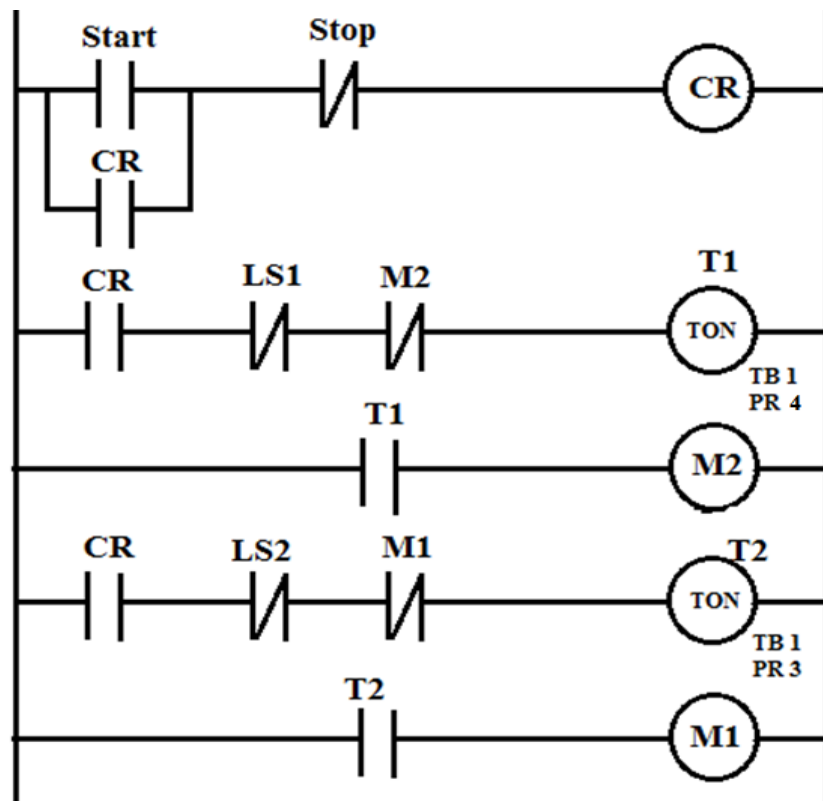 Start
Stop
CR
CR
CR
LS1
M2
T1
TON
TB 1
PR 4
T1
M2
CR
LS2
M1
T2
TON
TB 1
PR 3
T2
M1